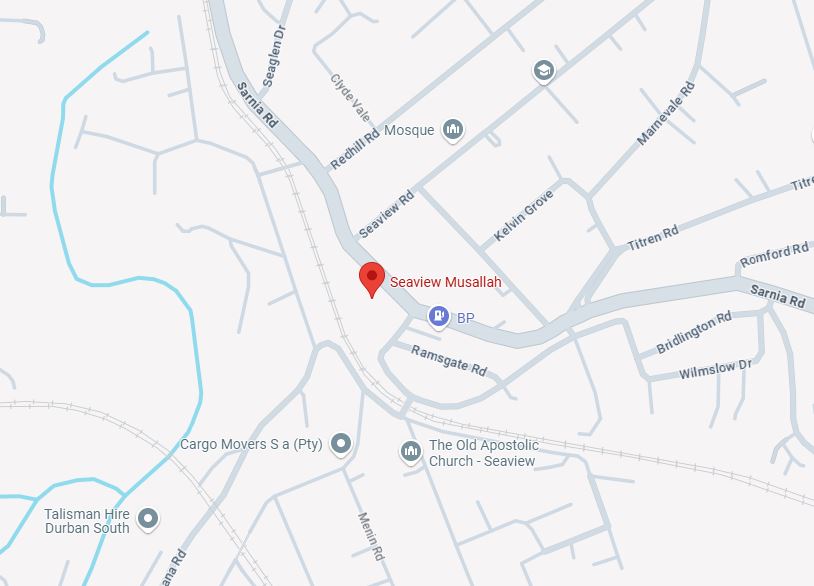 Seaglen Dr
Sarnia Rd
Clyde Vale
Mosque
Redhill Rd
Marnevale Rd
Seaview Rd
Kelvin Grove
Titren Rd
Titre
Romford Rd
Seaview Musallah
Sarnia Rd
BP
Bridlington Rd
Ramsgate Rd
Wilmslow Dr
Cargo Movers S a (Pty)
The Old Apostolic
Church - Seaview
Talisman Hire
Durban South
Menin Rd
ana Rd